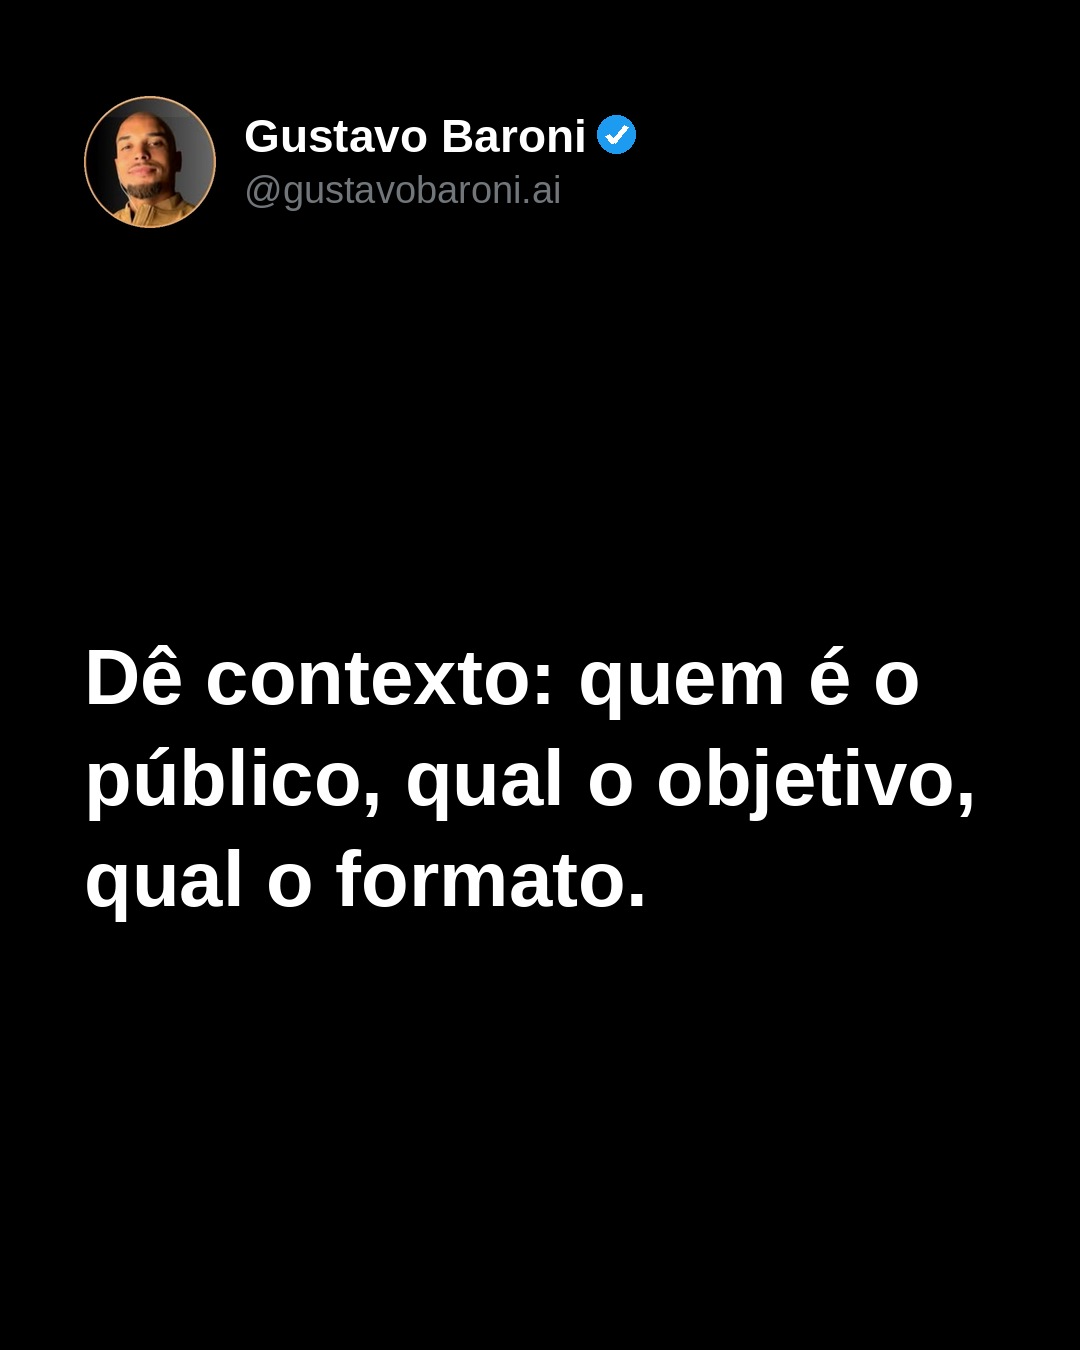 Gustavo Baroni
@gustavobaroni.ai
Dê contexto: quem é o
público, qual o objetivo,
qual o formato.